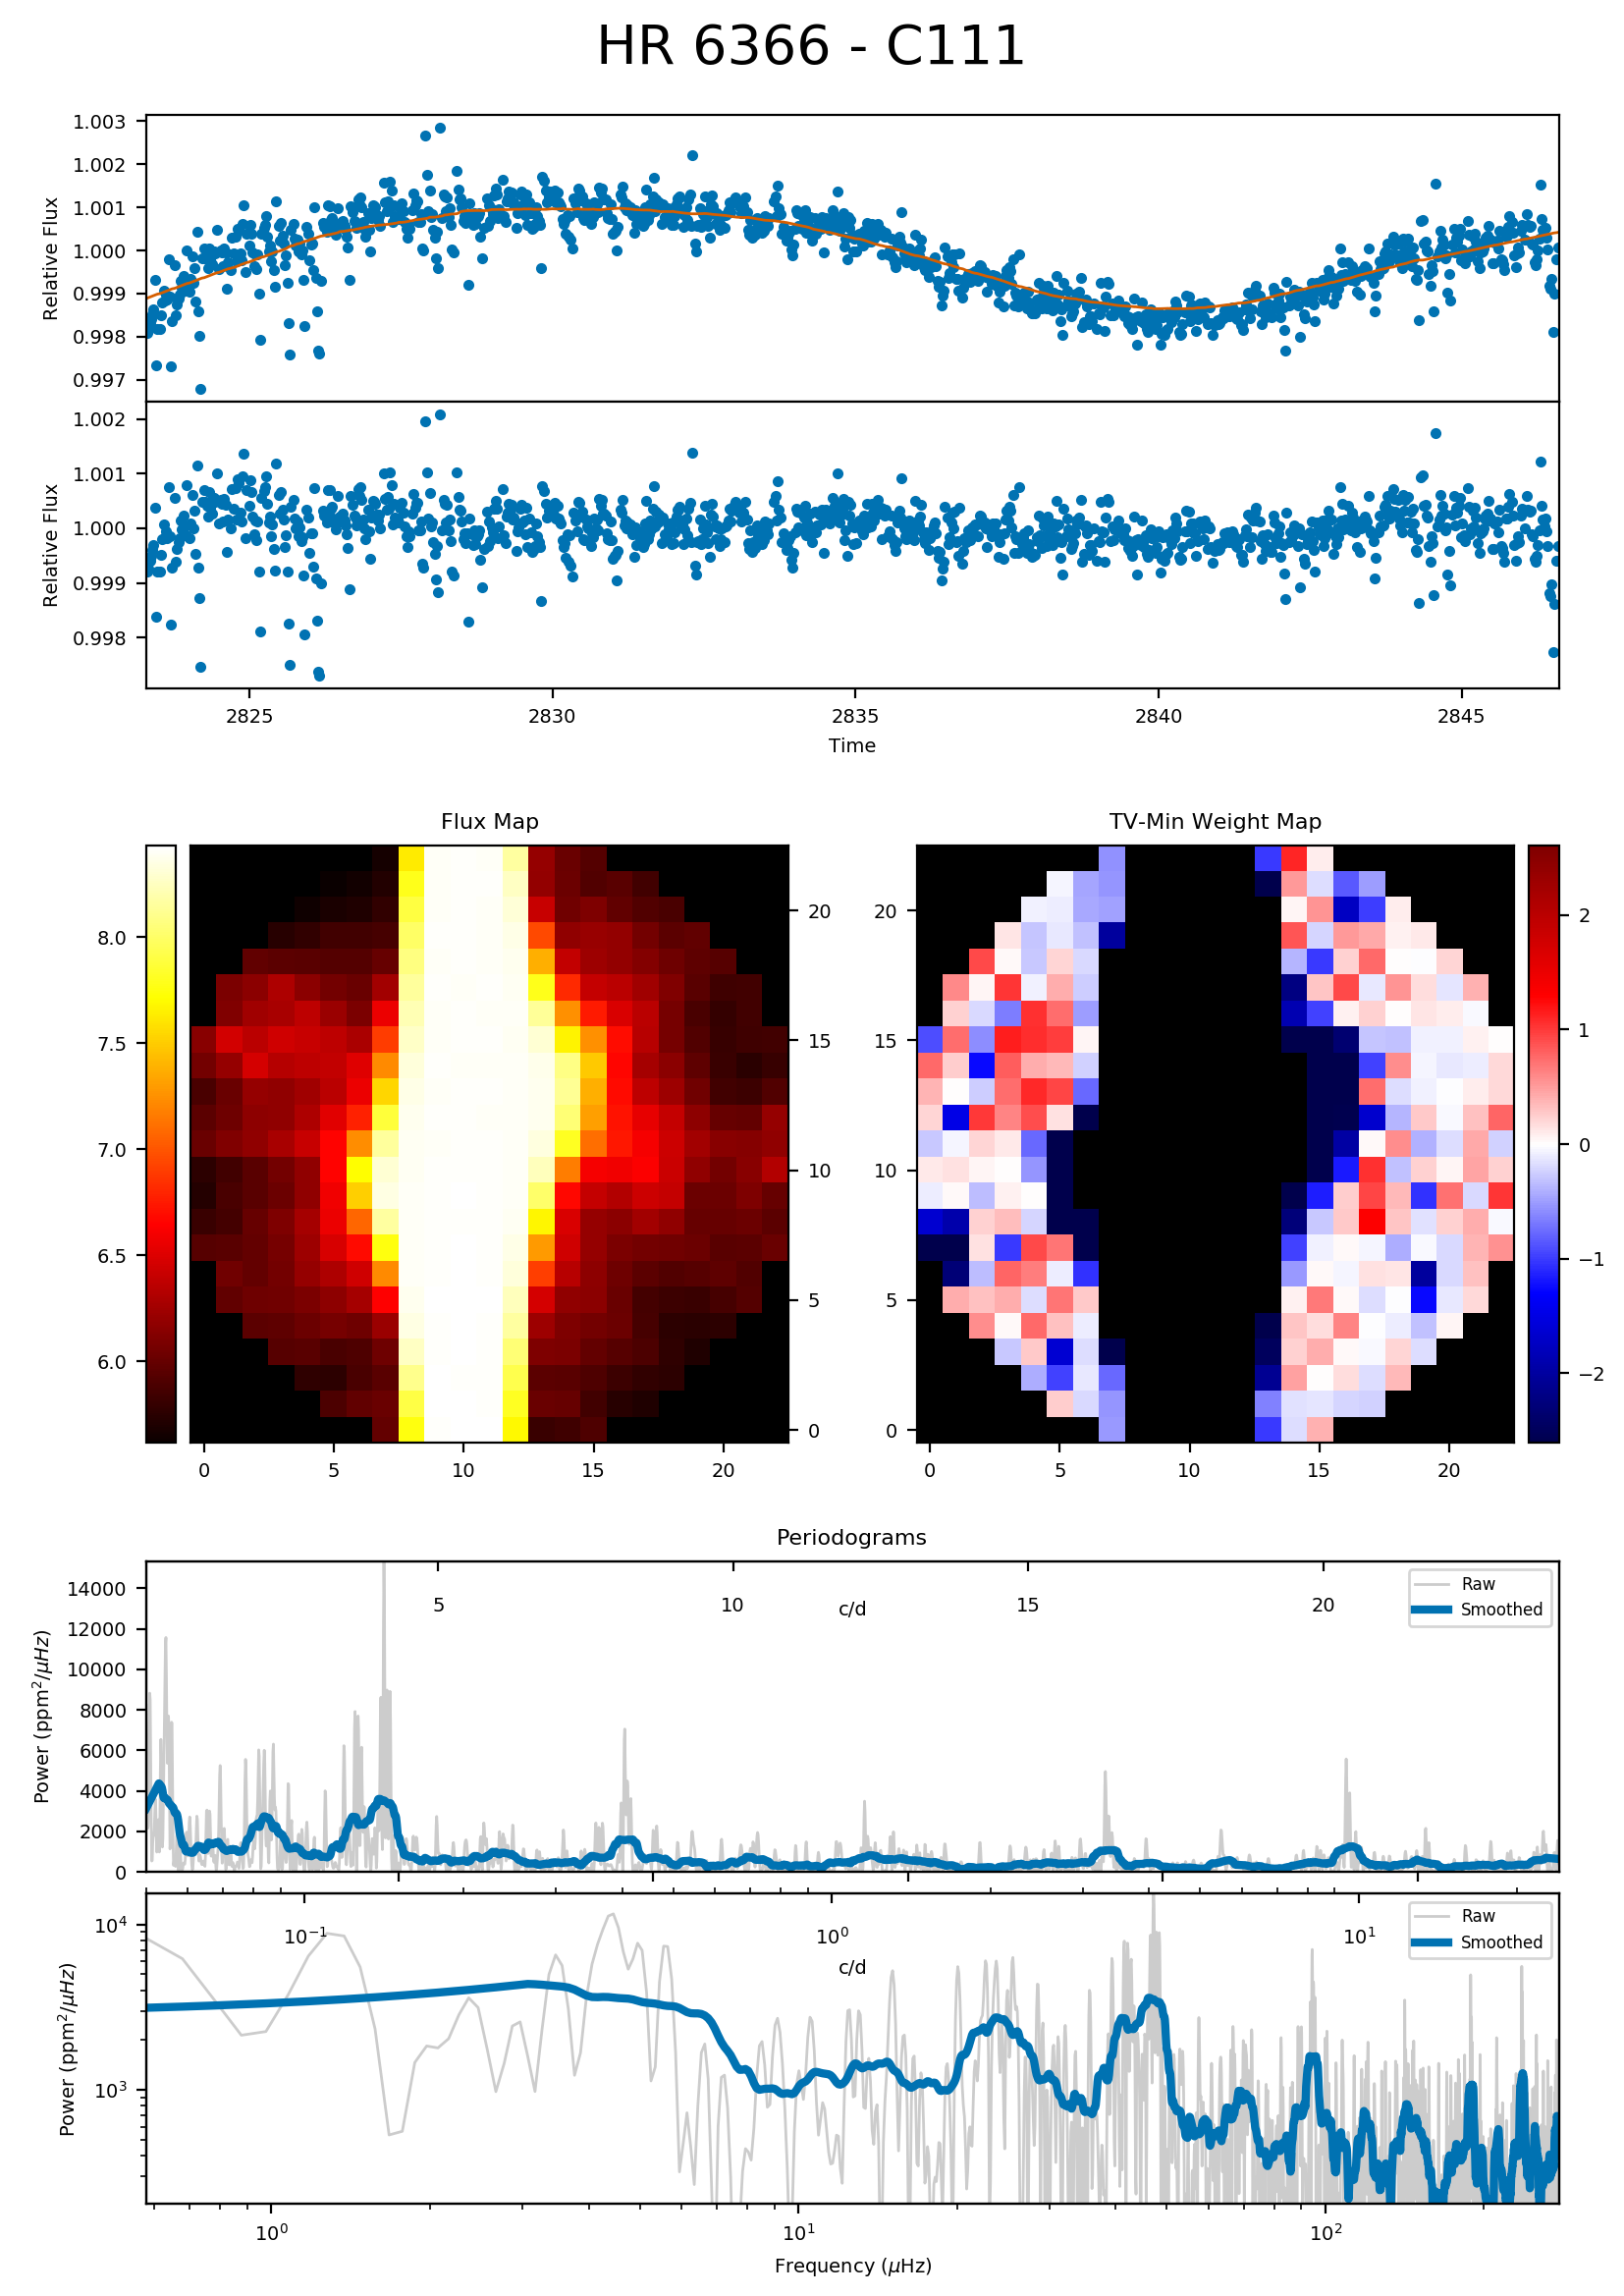 HR 6366 - C111
1.003
1.002
1.001
1.000
0.999
0.998
0.997
Relative Flux
1.002
1.001
1.000
0.999
0.998
Relative Flux
2825 2830 2835 2840 2845
Time
Flux Map
8.0
7.5
7.0
6.5
6.0
20
15
10
5
0
0 5 10 15 20
TV-Min Weight Map
20
15
10
5
0
0 5 10 15 20
2
1
0
−1
−2
Periodograms
14000
12000
10000
8000
6000
4000
2000
0
Power (ppm²/μHz)
5 10 15 20
c/d
Raw
Smoothed
10⁴
10³
Power (ppm²/μHz)
10⁻¹ 10⁰ 10¹
c/d
Raw
Smoothed
10⁰ 10¹ 10²
Frequency (μHz)